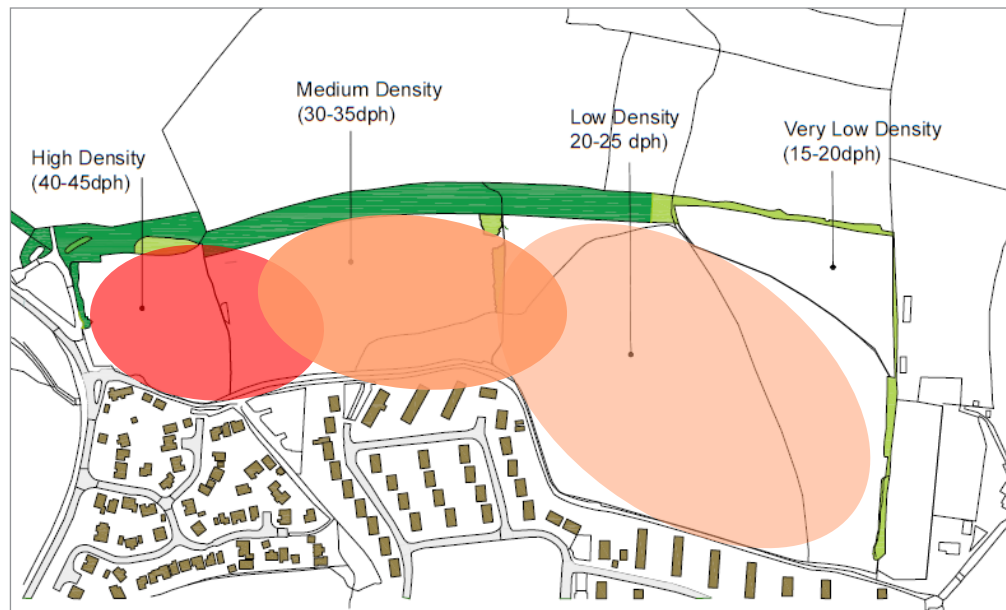 Medium Density
(30-35dph)
Low Density
20-25 dph)
Very Low Density
(15-20dph)
High Density
(40-45dph)